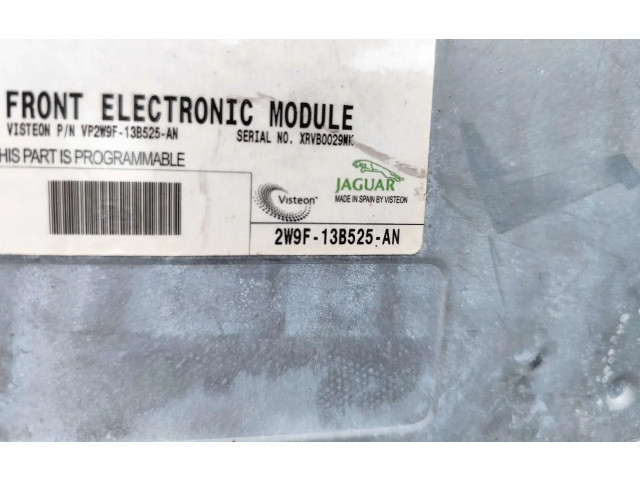 FRONT ELECTRONIC MODULE
VISTEON P/N VP2W9F-13B525-AN SERIAL NO. XRVB0029MK
HIS PART IS PROGRAMMABLE
Visteon
JAGUAR
MADE IN SPAIN BY VISTEON
2W9F-13B525-AN